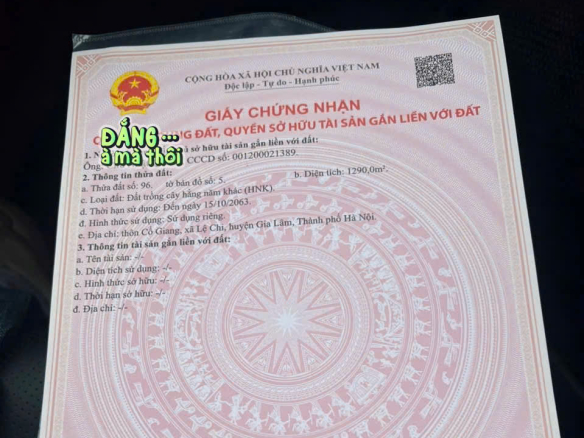 CỘNG HÒA XÃ HỘI CHỦ NGHĨA VIỆT NAM
Độc lập - Tự do - Hạnh phúc
GIẤY CHỨNG NHẬN
ĐẤT, QUYỀN SỞ HỮU TÀI SẢN GẮN LIỀN VỚI ĐẤT
ĐẮNG...
à mà thôi
1. sở hữu tài sản gắn liền với đất:
Ông CCCD số: 001200021389.
2. Thông tin thửa đất:
a. Thửa đất số: 96. tờ bản đồ số: 5. b. Diện tích: 1290,0m².
c. Loại đất: Đất trồng cây hằng năm khác (HNK).
d. Thời hạn sử dụng: Đến ngày 15/10/2063.
đ. Hình thức sử dụng: Sử dụng riêng.
e. Địa chỉ: thôn Cổ Giang, xã Lệ Chi, huyện Gia Lâm, Thành phố Hà Nội.
3. Thông tin tài sản gắn liền với đất:
a. Tên tài sản: -/-
b. Diện tích sử dụng: -/-
c. Hình thức sở hữu: -/-
d. Thời hạn sở hữu: -/-
đ. Địa chỉ: -/-